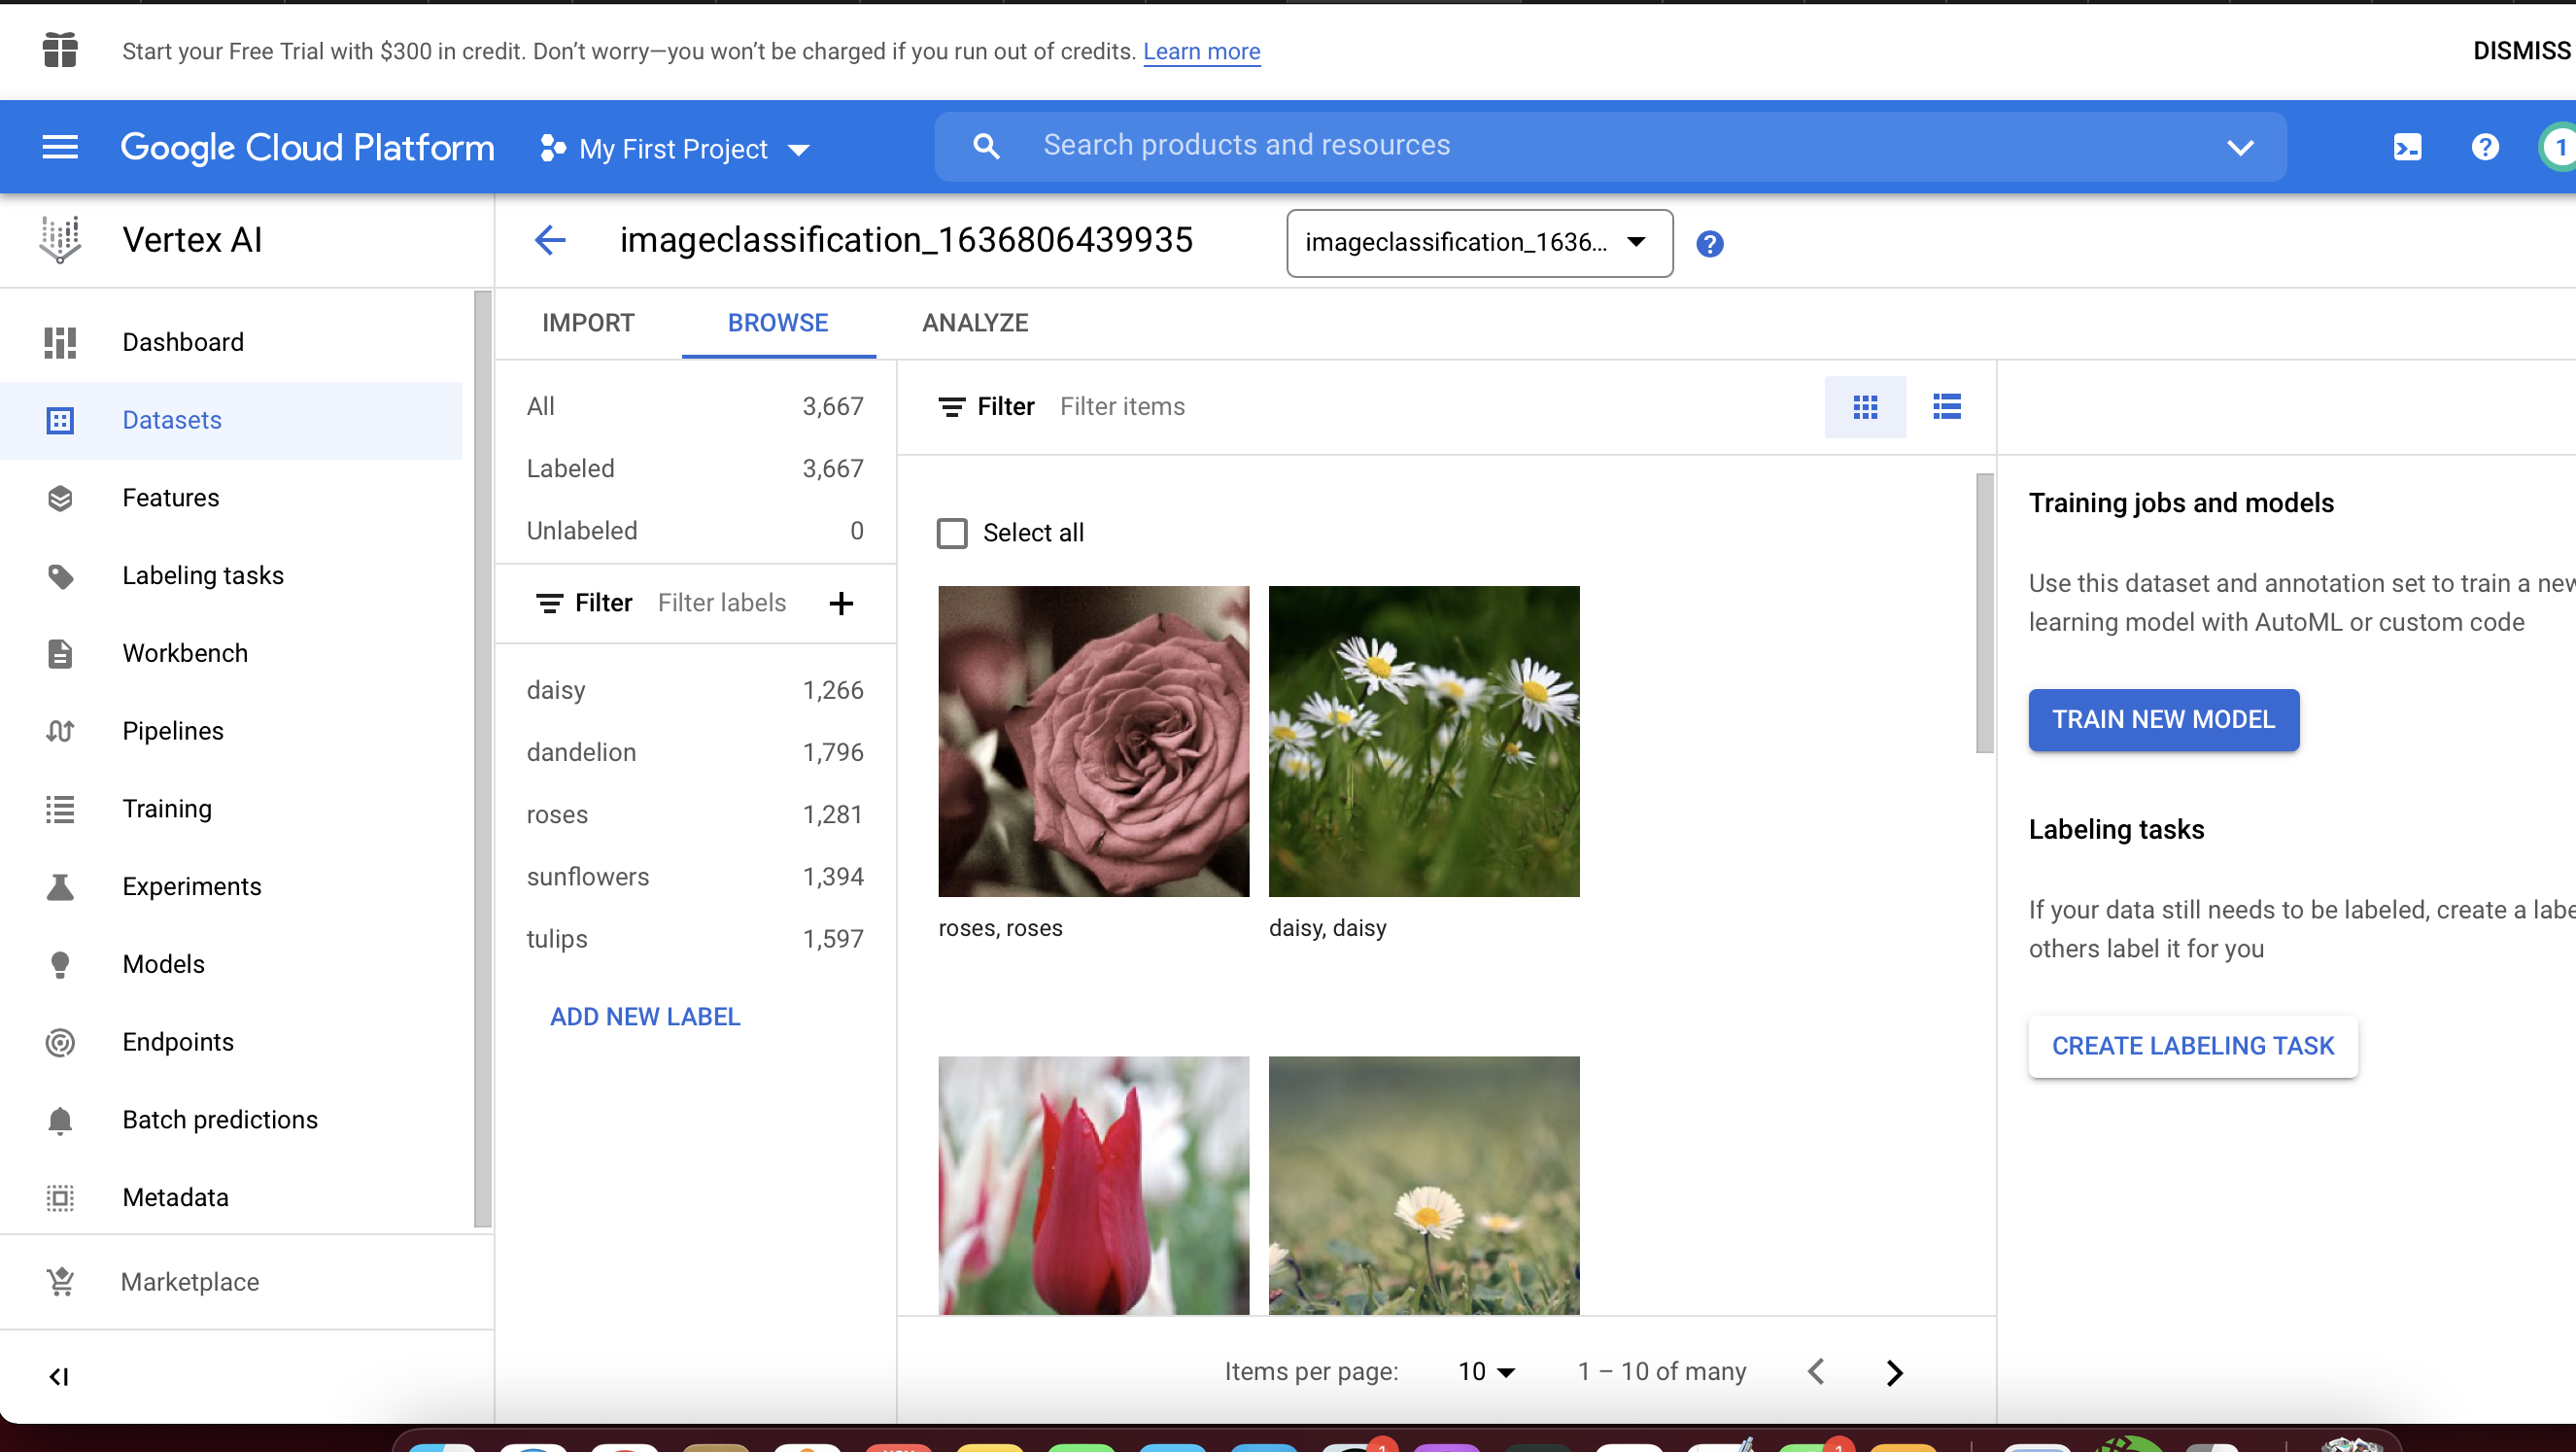 Start your Free Trial with $300 in credit. Don’t worry—you won’t be charged if you run out of credits. Learn more
DISMISS
Google Cloud Platform
My First Project
Search products and resources
1
Vertex AI
imageclassification_1636806439935
imageclassification_1636...
IMPORT
BROWSE
ANALYZE
Dashboard
Datasets
Features
Labeling tasks
Workbench
Pipelines
Training
Experiments
Models
Endpoints
Batch predictions
Metadata
Marketplace
All 3,667
Labeled 3,667
Unlabeled 0
Filter Filter labels
daisy 1,266
dandelion 1,796
roses 1,281
sunflowers 1,394
tulips 1,597
ADD NEW LABEL
Filter Filter items
Select all
roses, roses
daisy, daisy
Items per page: 10 1 – 10 of many
Training jobs and models
Use this dataset and annotation set to train a new
learning model with AutoML or custom code
TRAIN NEW MODEL
Labeling tasks
If your data still needs to be labeled, create a labe
others label it for you
CREATE LABELING TASK
NOV
1
1